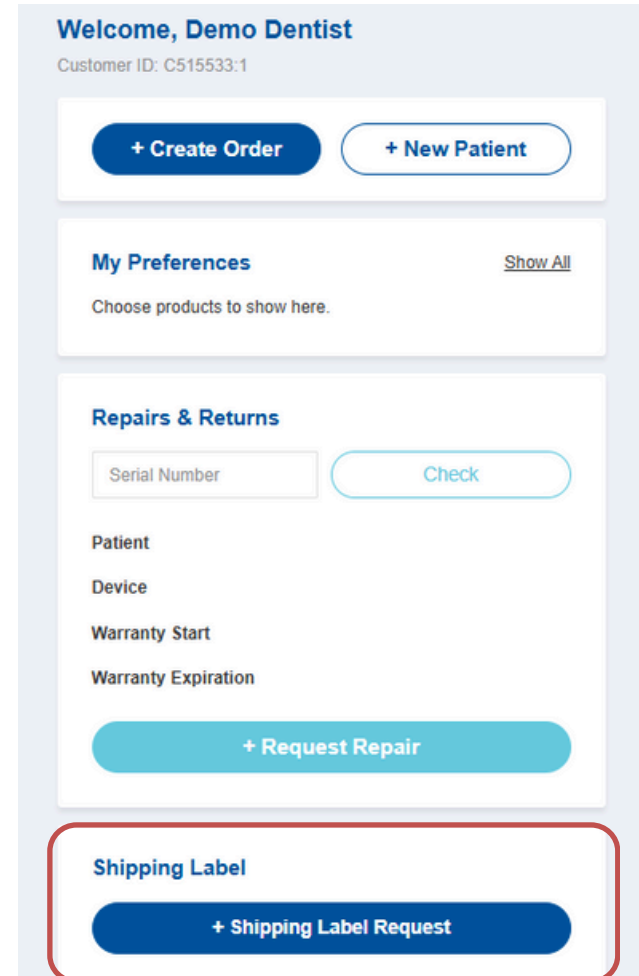 Welcome, Demo Dentist
Customer ID: C515533:1
+ Create Order
+ New Patient
My Preferences
Show All
Choose products to show here.
Repairs & Returns
Serial Number
Check
Patient
Device
Warranty Start
Warranty Expiration
+ Request Repair
Shipping Label
+ Shipping Label Request